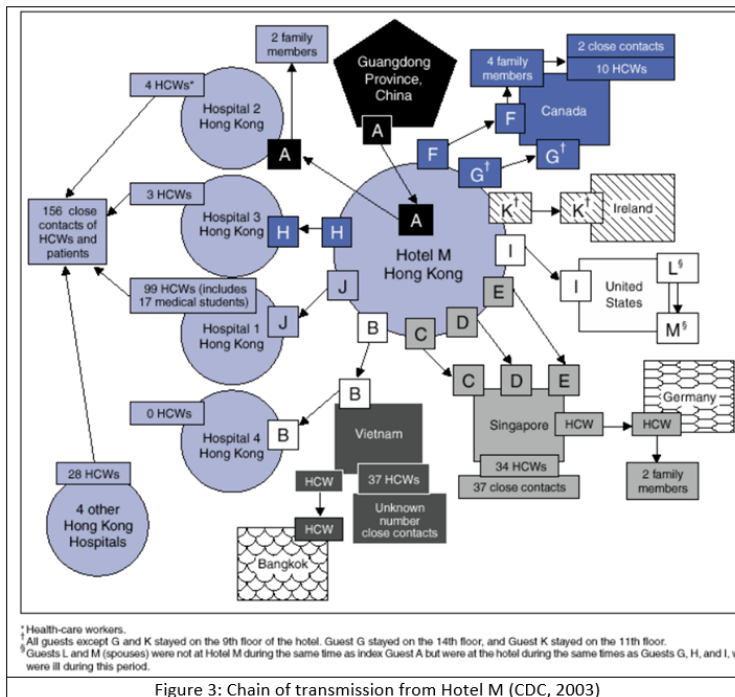 2 family
members
Guangdong
Province,
China
A
2 close contacts
10 HCWs
4 family
members
Canada
F
G†
4 HCWs*
Hospital 2
Hong Kong
A
F
G†
3 HCWs
Hospital 3
Hong Kong
H
H
A
Hotel M
Hong Kong
K†
K†
Ireland
156 close
contacts of
HCWs and
patients
I
I
United
States
L§
M§
99 HCWs (includes
17 medical students)
Hospital 1
Hong Kong
J
J
B
C
D
E
0 HCWs
Hospital 4
Hong Kong
B
B
Vietnam
37 HCWs
Unknown
number
close contacts
HCW
HCW
Bangkok
C
D
E
Singapore
34 HCWs
37 close contacts
HCW
HCW
Germany
2 family
members
28 HCWs
4 other
Hong Kong
Hospitals
* Health-care workers.
† All guests except G and K stayed on the 9th floor of the hotel. Guest G stayed on the 14th floor, and Guest K stayed on the 11th floor.
§ Guests L and M (spouses) were not at Hotel M during the same time as index Guest A but were at the hotel during the same times as Guests G, H, and I, w
were ill during this period.
Figure 3: Chain of transmission from Hotel M (CDC, 2003)